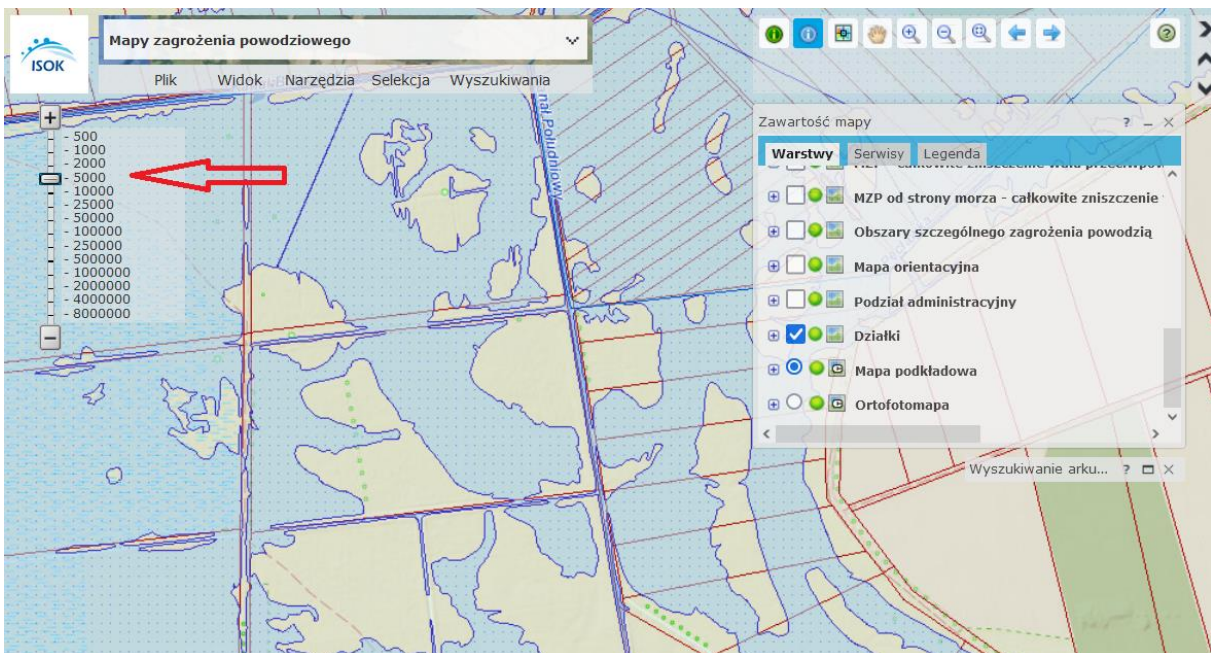 ISOK
Mapy zagrożenia powodziowego
Plik Widok Narzędzia Selekcja Wyszukiwania
- 500
- 1000
- 2000
- 5000
- 10000
- 25000
- 50000
- 100000
- 250000
- 500000
- 1000000
- 2000000
- 4000000
- 8000000
Południowy
Zawartość mapy ? _ ×
Warstwy Serwisy Legenda
MZP od strony morza - całkowite zniszczenie
Obszary szczególnego zagrożenia powodzią
Mapa orientacyjna
Podział administracyjny
Działki
Mapa podkładowa
Ortofotomapa
Wyszukiwanie arku... ? ×